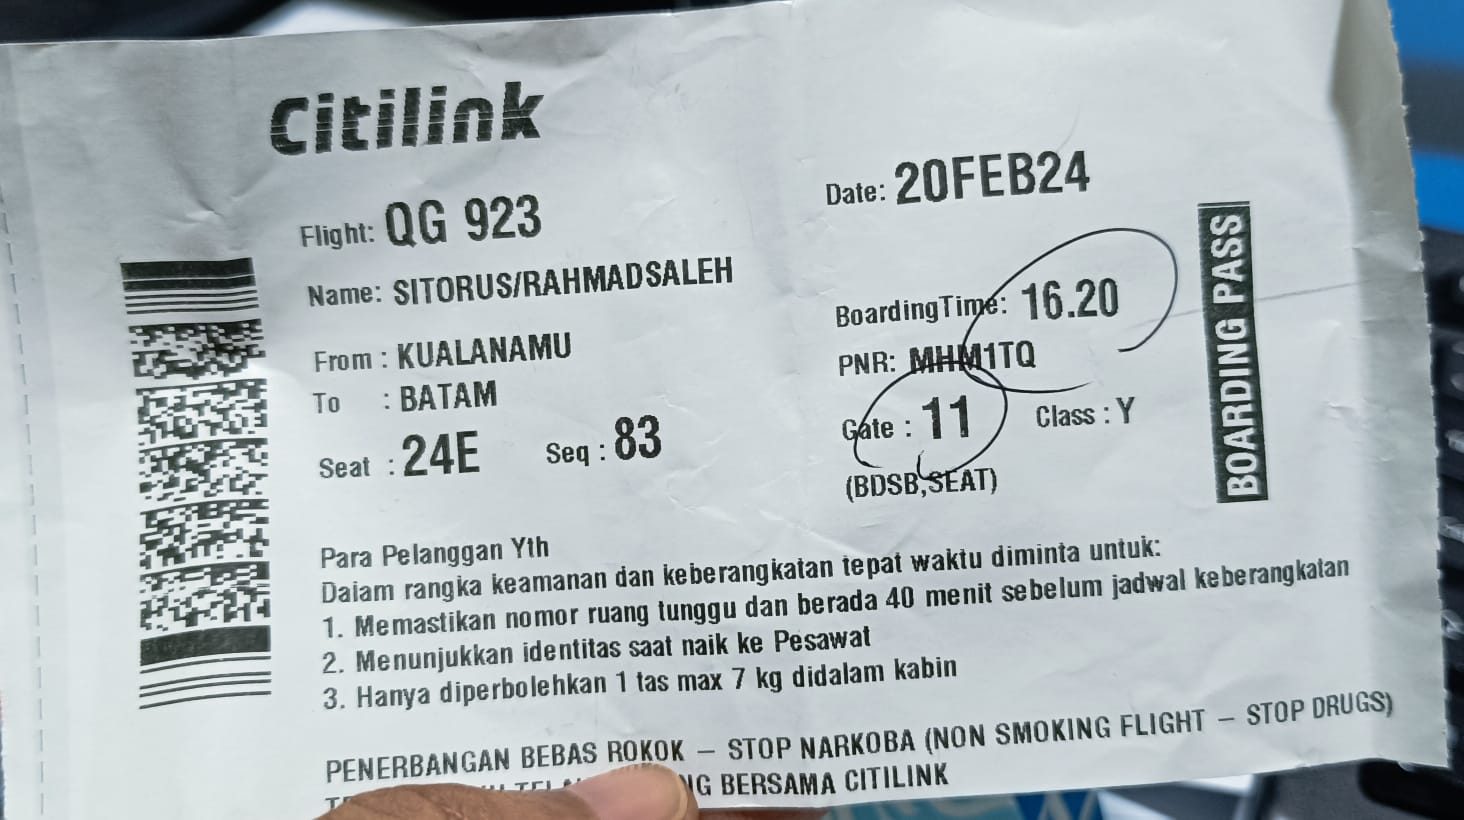 Citilink
Flight: QG 923
Date: 20FEB24
Name: SITORUS/RAHMADSALEH
BoardingTime: 16.20
From : KUALANAMU
PNR: MHM1TQ
To : BATAM
Gate : 11 Class : Y
Seat : 24E Seq : 83
(BDSB,SEAT)
BOARDING PASS
Para Pelanggan Yth
Dalam rangka keamanan dan keberangkatan tepat waktu diminta untuk:
1. Memastikan nomor ruang tunggu dan berada 40 menit sebelum jadwal keberangkatan
2. Menunjukkan identitas saat naik ke Pesawat
3. Hanya diperbolehkan 1 tas max 7 kg didalam kabin
PENERBANGAN BEBAS ROKOK – STOP NARKOBA (NON SMOKING FLIGHT – STOP DRUGS)
BERSAMA CITILINK